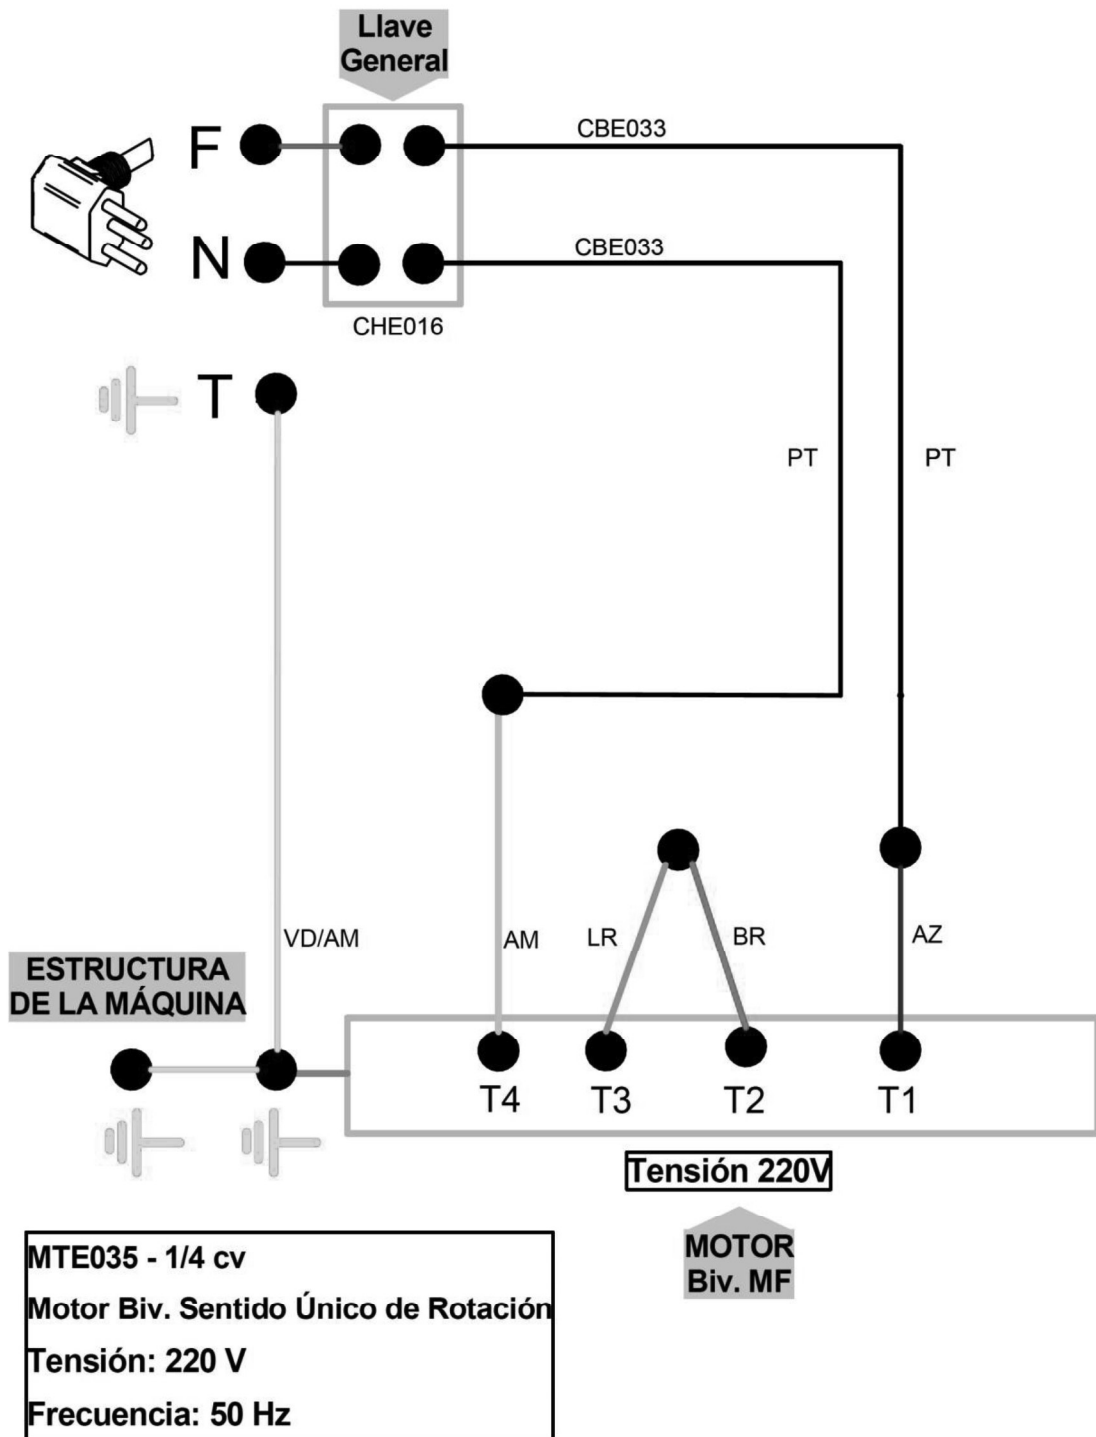 Llave
General
F
CBE033
N
CBE033
CHE016
T
PT
PT
VD/AM
AM
LR
BR
AZ
ESTRUCTURA
DE LA MÁQUINA
T4
T3
T2
T1
Tensión 220V
MOTOR
Biv. MF
MTE035 - 1/4 cv
Motor Biv. Sentido Único de Rotación
Tensión: 220 V
Frecuencia: 50 Hz